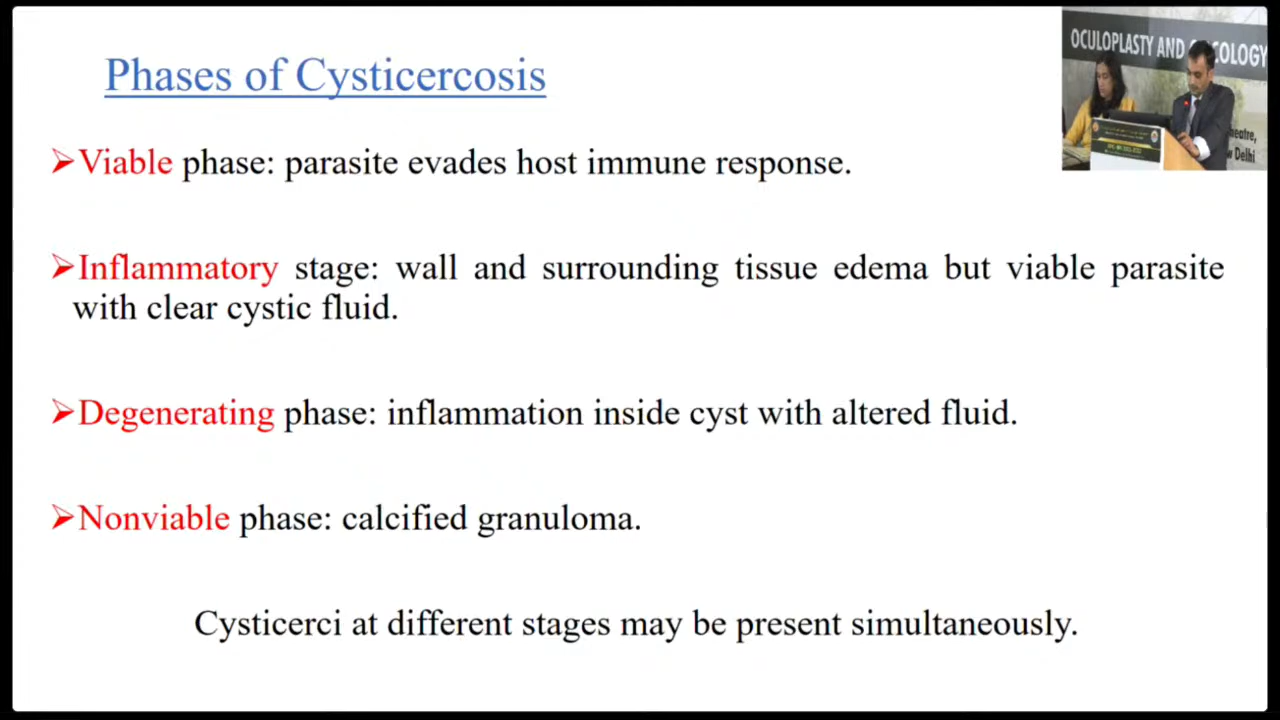 Phases of Cysticercosis
OCULOPLASTY AND
➢Viable phase: parasite evades host immune response.
➢Inflammatory stage: wall and surrounding tissue edema but viable parasite
with clear cystic fluid.
➢Degenerating phase: inflammation inside cyst with altered fluid.
➢Nonviable phase: calcified granuloma.
Cysticerci at different stages may be present simultaneously.